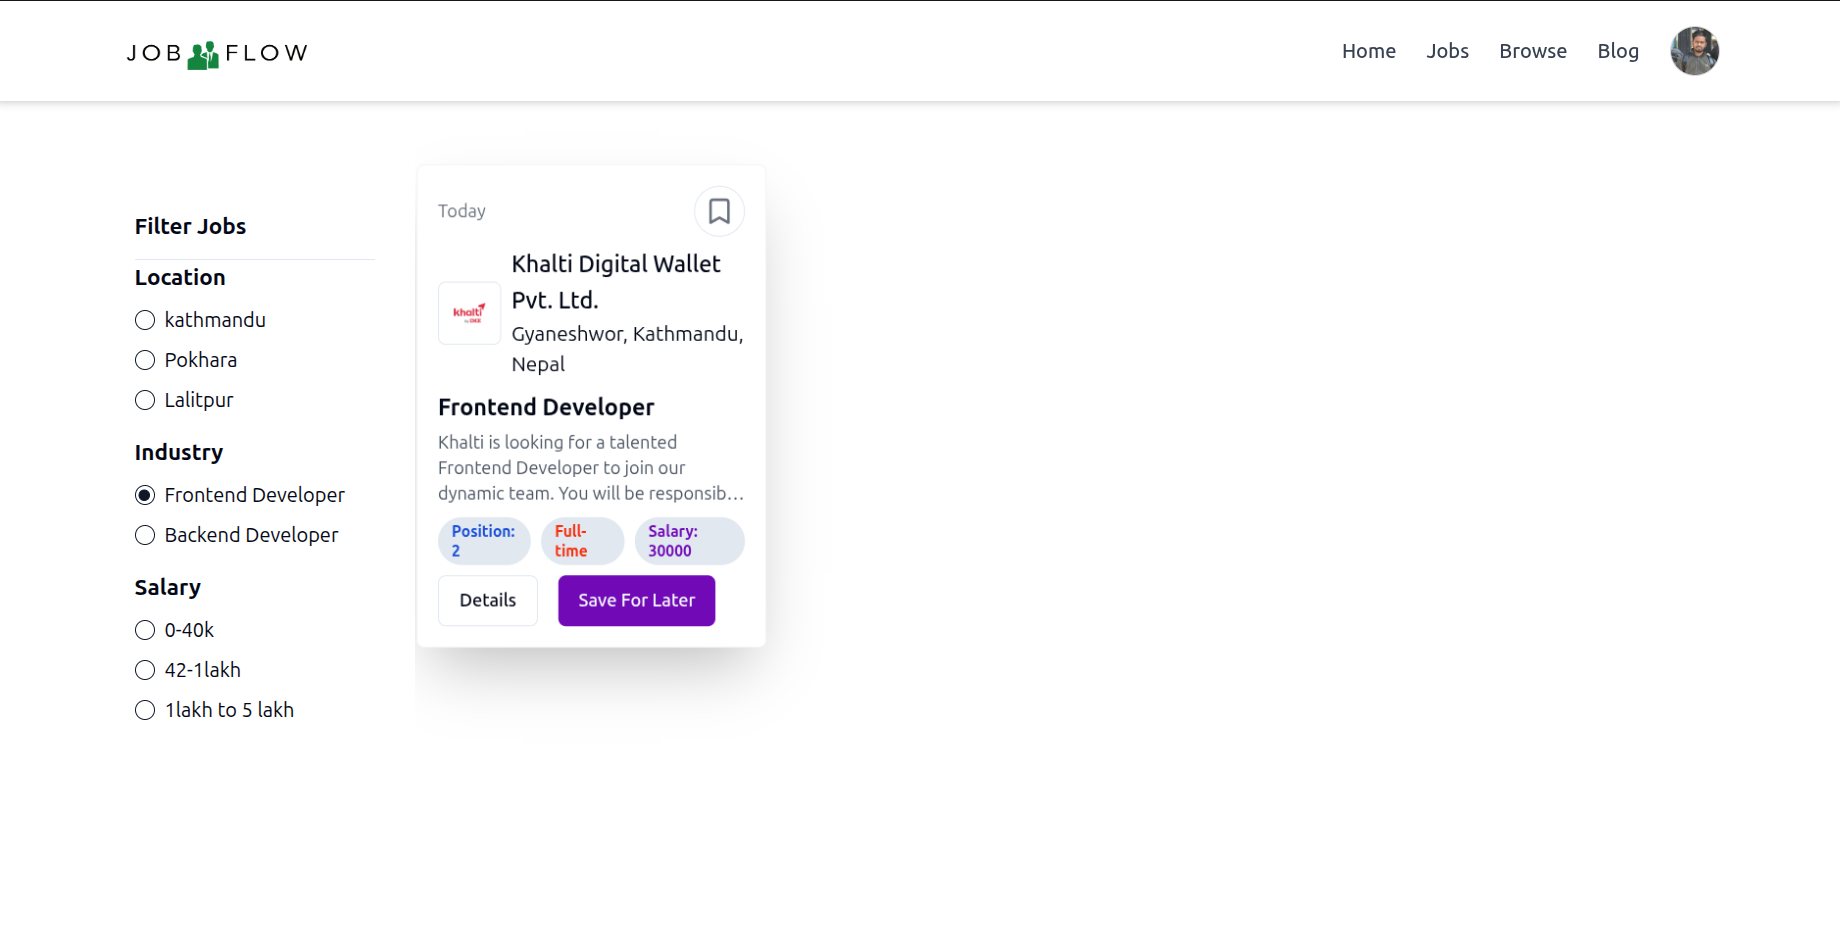 JOB FLOW
Home Jobs Browse Blog
Filter Jobs
Location
kathmandu
Pokhara
Lalitpur
Industry
Frontend Developer
Backend Developer
Salary
0-40k
42-1lakh
1lakh to 5 lakh
Today
khalti
Khalti Digital Wallet
Pvt. Ltd.
Gyaneshwor, Kathmandu,
Nepal
Frontend Developer
Khalti is looking for a talented
Frontend Developer to join our
dynamic team. You will be responsib...
Position:
2
Full-
time
Salary:
30000
Details
Save For Later